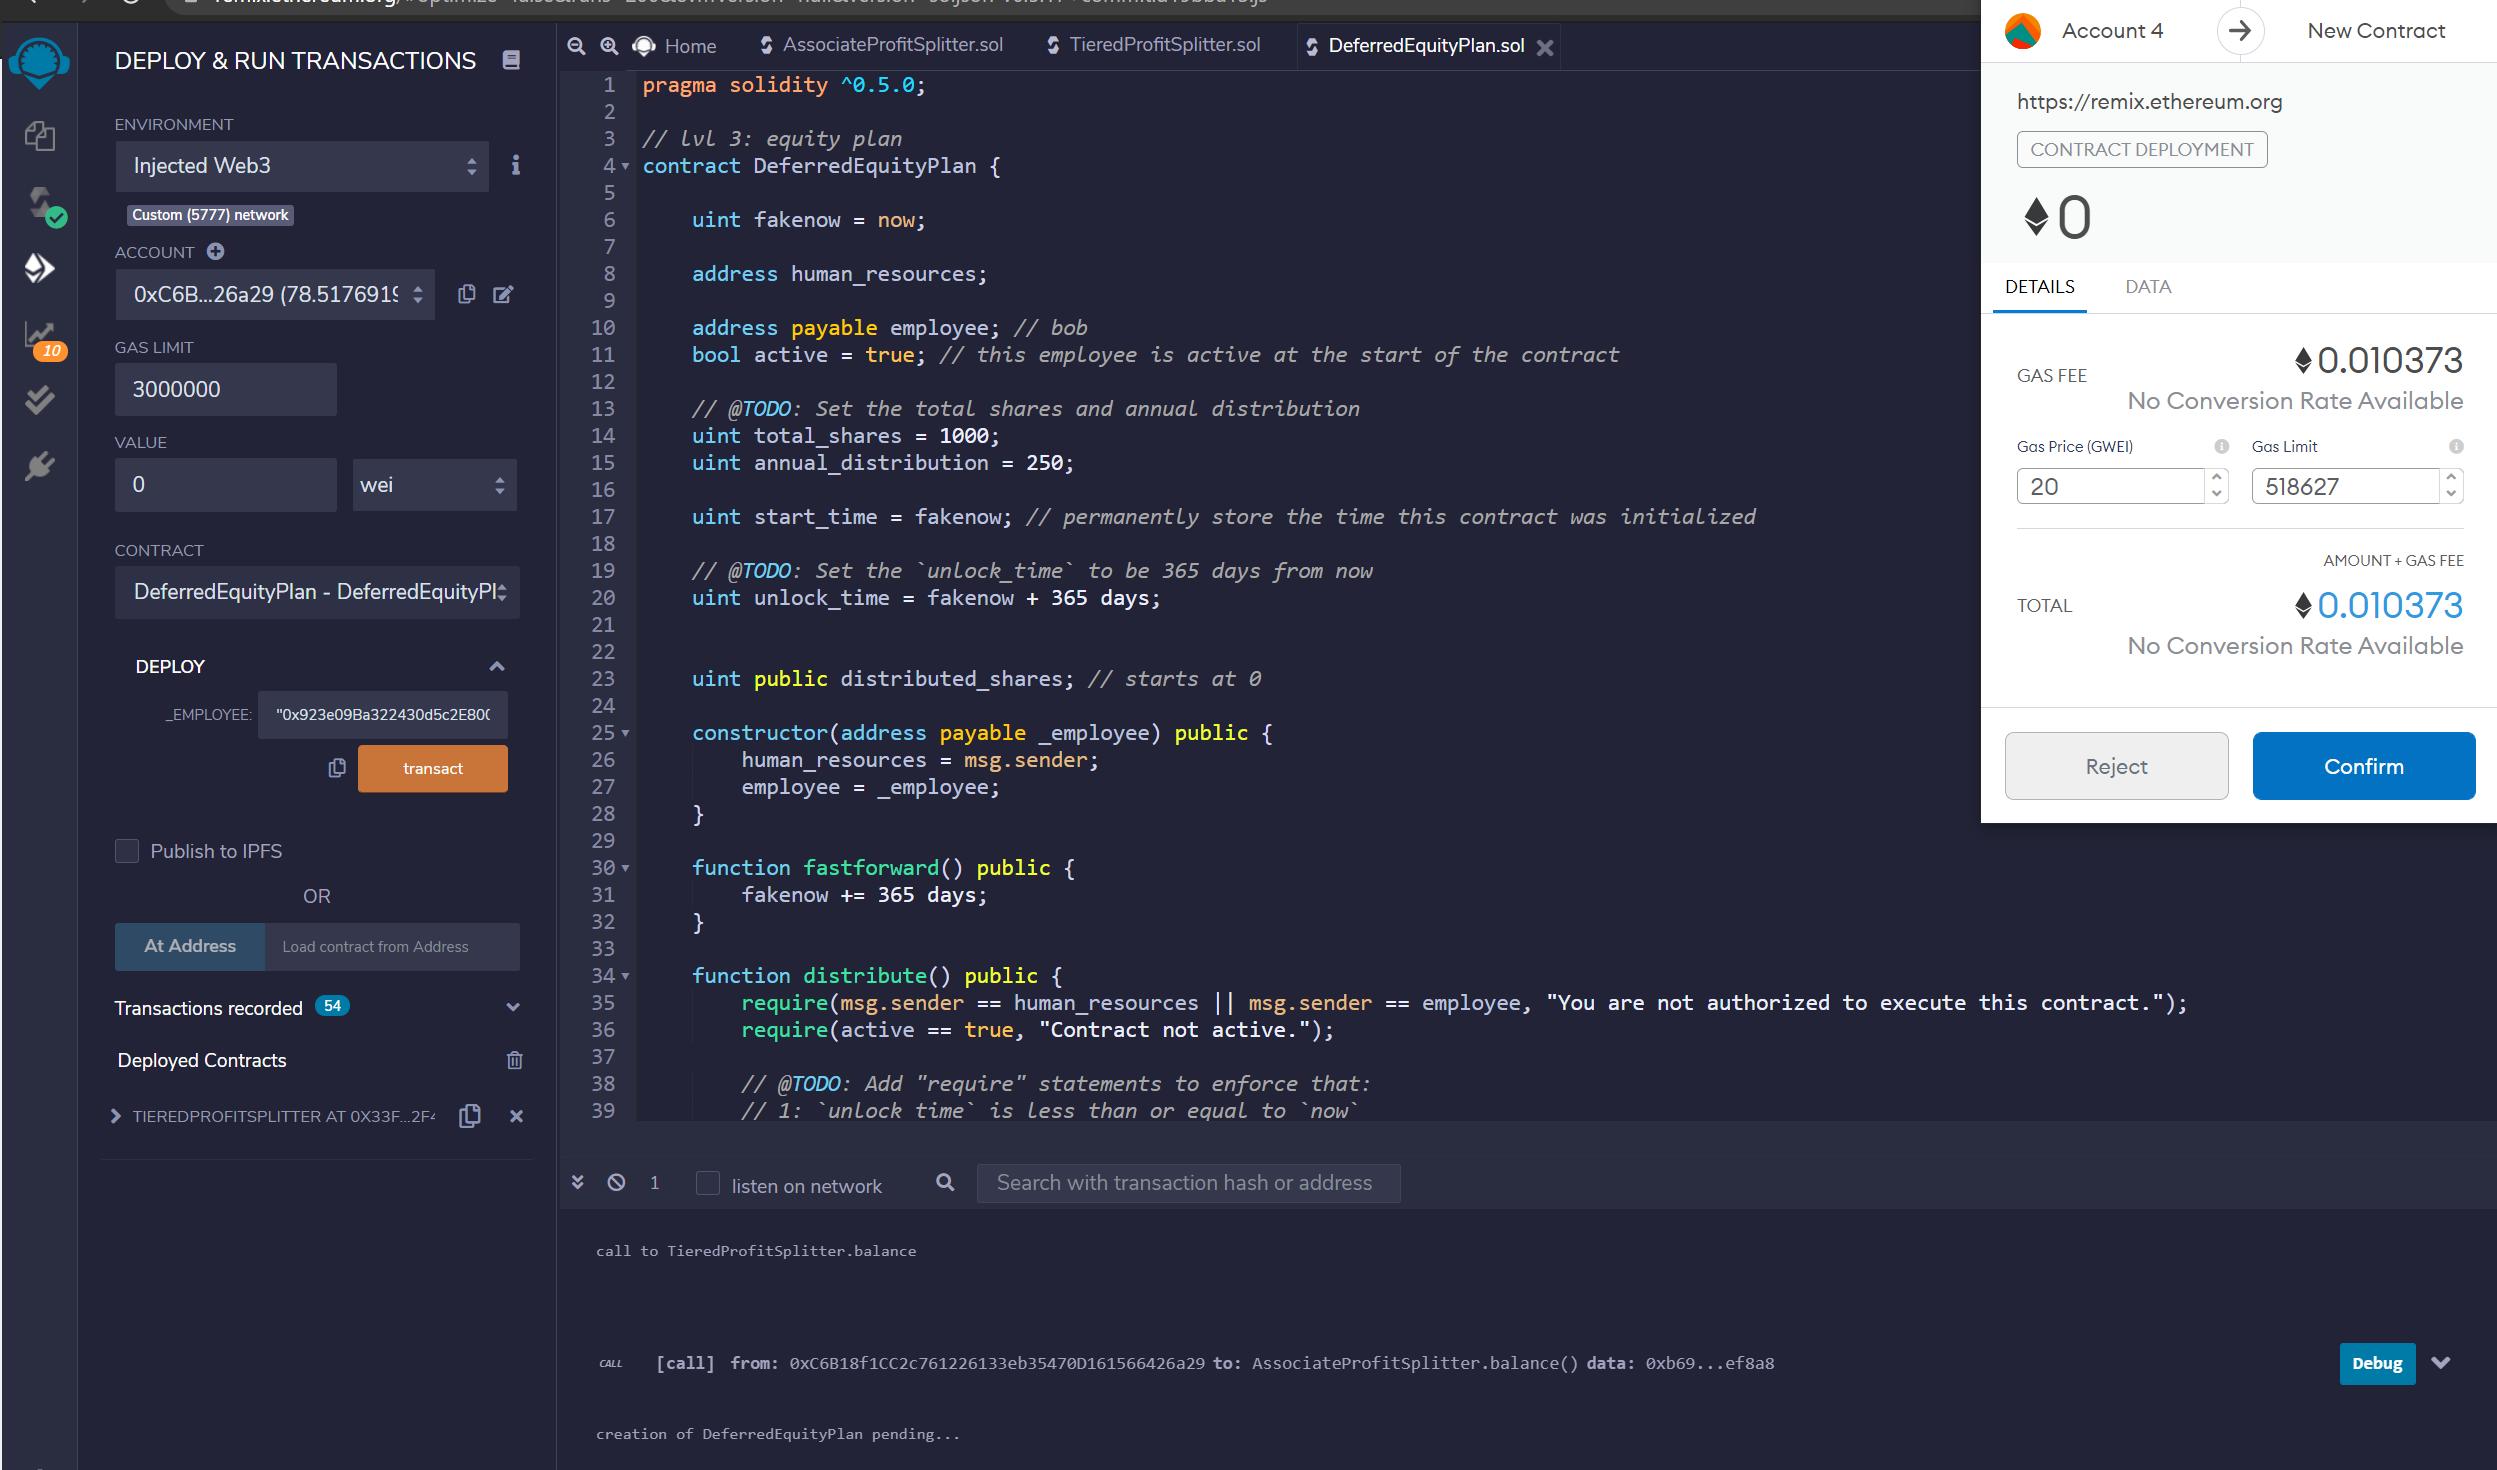 DEPLOY & RUN TRANSACTIONS
ENVIRONMENT
Injected Web3
Custom (5777) network
ACCOUNT
0xC6B...26a29 (78.5176919
GAS LIMIT
3000000
VALUE
0
wei
CONTRACT
DeferredEquityPlan - DeferredEquityPl
DEPLOY
_EMPLOYEE:
"0x923e09Ba322430d5c2E80
transact
Publish to IPFS
OR
At Address
Load contract from Address
Transactions recorded 54
Deployed Contracts
TIEREDPROFITSPLITTER AT 0X33F...2F4
10
Home
AssociateProfitSplitter.sol
TieredProfitSplitter.sol
DeferredEquityPlan.sol
1 pragma solidity ^0.5.0;
2
3 // lvl 3: equity plan
4 contract DeferredEquityPlan {
5
6 uint fakenow = now;
7
8 address human_resources;
9
10 address payable employee; // bob
11 bool active = true; // this employee is active at the start of the contract
12
13 // @TODO: Set the total shares and annual distribution
14 uint total_shares = 1000;
15 uint annual_distribution = 250;
16
17 uint start_time = fakenow; // permanently store the time this contract was initialized
18
19 // @TODO: Set the `unlock_time` to be 365 days from now
20 uint unlock_time = fakenow + 365 days;
21
22
23 uint public distributed_shares; // starts at 0
24
25 constructor(address payable _employee) public {
26 human_resources = msg.sender;
27 employee = _employee;
28 }
29
30 function fastforward() public {
31 fakenow += 365 days;
32 }
33
34 function distribute() public {
35 require(msg.sender == human_resources || msg.sender == employee, "You are not authorized to execute this contract.");
36 require(active == true, "Contract not active.");
37
38 // @TODO: Add "require" statements to enforce that:
39 // 1: `unlock_time` is less than or equal to `now`
1
listen on network
Search with transaction hash or address
call to TieredProfitSplitter.balance
CALL [call] from: 0xC6B18f1CC2c761226133eb35470D161566426a29 to: AssociateProfitSplitter.balance() data: 0xb69...ef8a8
Debug
creation of DeferredEquityPlan pending...
Account 4
New Contract
https://remix.ethereum.org
CONTRACT DEPLOYMENT
0
DETAILS
DATA
GAS FEE
0.010373
No Conversion Rate Available
Gas Price (GWEI)
Gas Limit
20
518627
AMOUNT + GAS FEE
TOTAL
0.010373
No Conversion Rate Available
Reject
Confirm